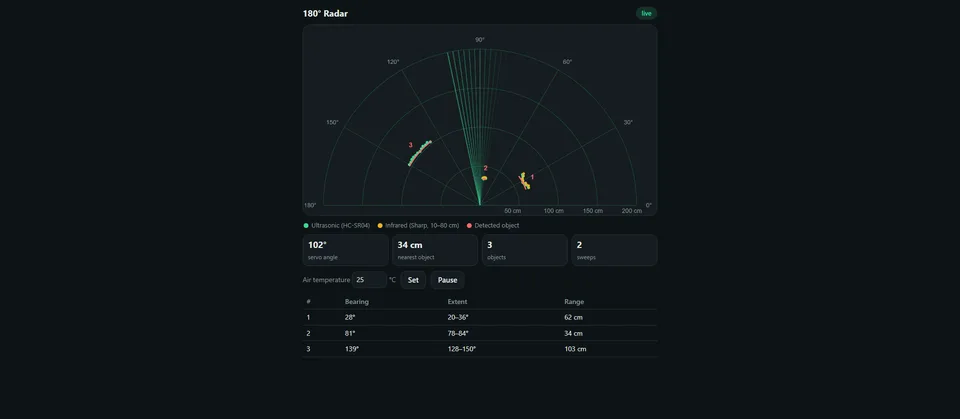 180° Radar
live
90°
120°
60°
150°
30°
3
2
1
180°
0°
50 cm 100 cm 150 cm 200 cm
Ultrasonic (HC-SR04) Infrared (Sharp, 10–80 cm) Detected object
102° 34 cm 3 2
servo angle nearest object objects sweeps
Air temperature 25 °C Set Pause
# Bearing Extent Range
1 28° 20–36° 62 cm
2 81° 78–84° 34 cm
3 139° 128–150° 103 cm